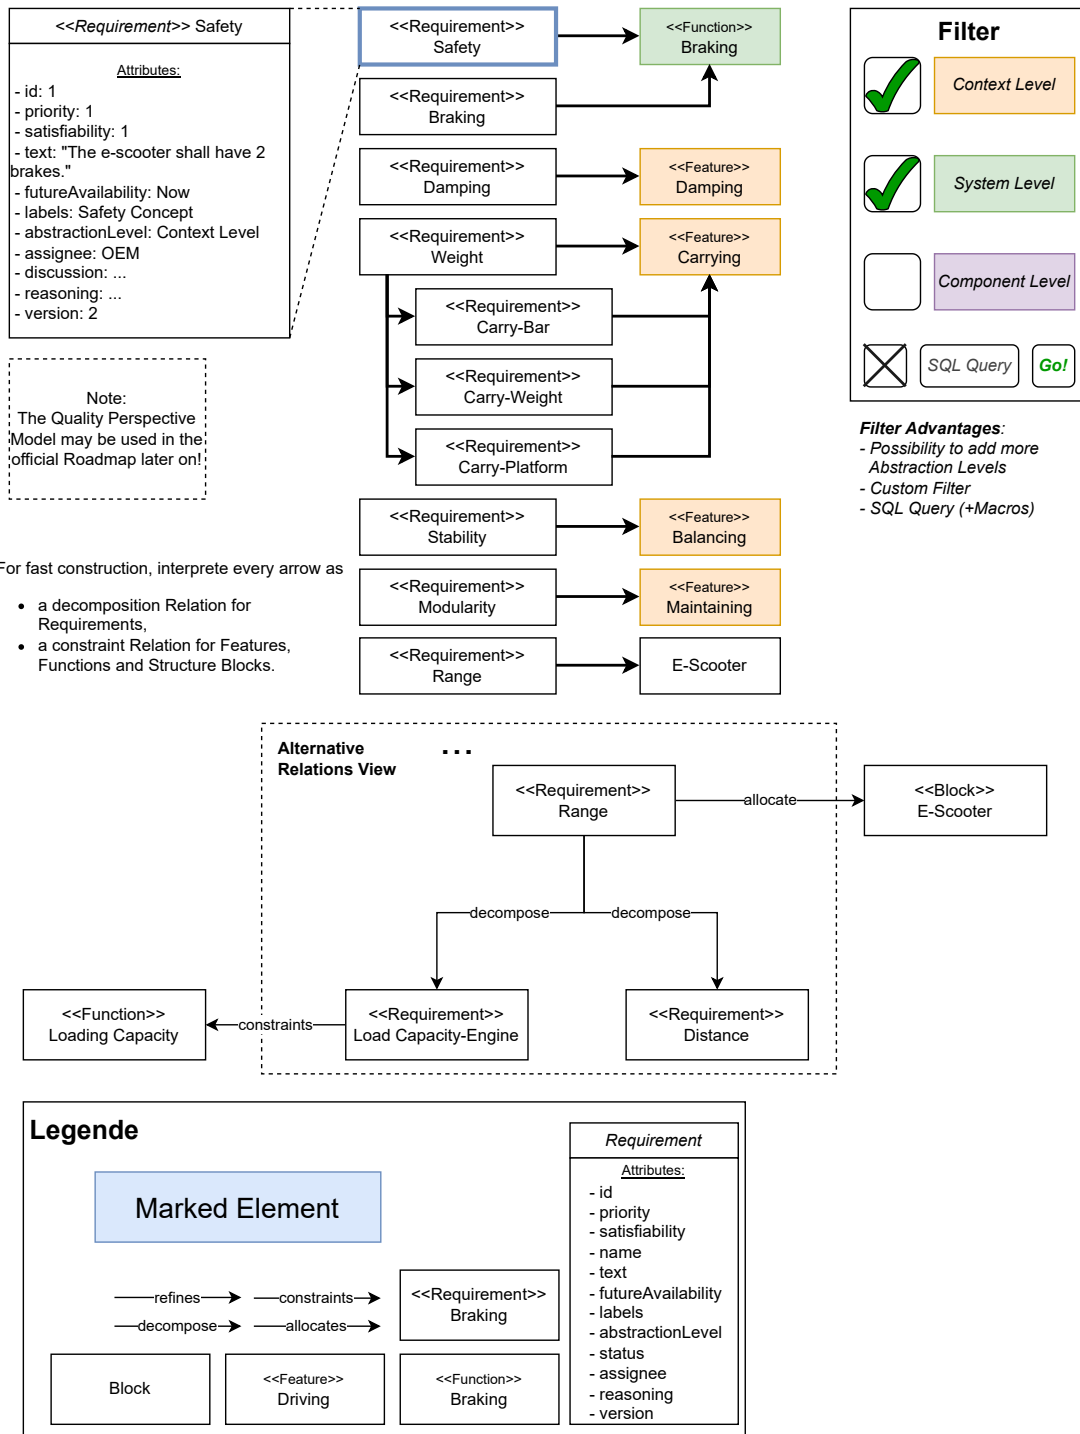 <<Requirement>> Safety
Attributes:
- id: 1
- priority: 1
- satisfiability: 1
- text: "The e-scooter shall have 2
brakes."
- futureAvailability: Now
- labels: Safety Concept
- abstractionLevel: Context Level
- assignee: OEM
- discussion: ...
- reasoning: ...
- version: 2
Note:
The Quality Perspective
Model may be used in the
official Roadmap later on!
For fast construction, interprete every arrow as
• a decomposition Relation for
Requirements,
• a constraint Relation for Features,
Functions and Structure Blocks.
<<Requirement>>
Safety
<<Function>>
Braking
<<Requirement>>
Braking
<<Requirement>>
Damping
<<Feature>>
Damping
<<Requirement>>
Weight
<<Feature>>
Carrying
<<Requirement>>
Carry-Bar
<<Requirement>>
Carry-Weight
<<Requirement>>
Carry-Platform
<<Requirement>>
Stability
<<Feature>>
Balancing
<<Requirement>>
Modularity
<<Feature>>
Maintaining
<<Requirement>>
Range
E-Scooter
Filter
Context Level
System Level
Component Level
SQL Query
Go!
Filter Advantages:
- Possibility to add more
Abstraction Levels
- Custom Filter
- SQL Query (+Macros)
Alternative
Relations View
...
<<Requirement>>
Range
allocate
<<Block>>
E-Scooter
decompose
decompose
<<Function>>
Loading Capacity
constraints
<<Requirement>>
Load Capacity-Engine
<<Requirement>>
Distance
Legende
Marked Element
refines
constraints
decompose
allocates
<<Requirement>>
Braking
Block
<<Feature>>
Driving
<<Function>>
Braking
Requirement
Attributes:
- id
- priority
- satisfiability
- name
- text
- futureAvailability
- labels
- abstractionLevel
- status
- assignee
- reasoning
- version